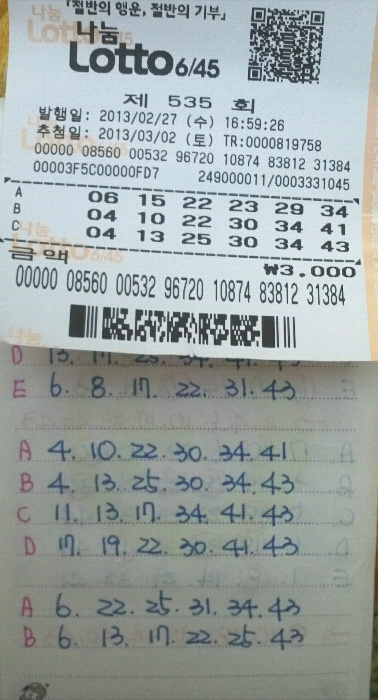 「절반의 행운, 절반의 기부」
나눔
Lotto 6/45
제 535 회
발행일: 2013/02/27 (수) 16:59:26
추첨일: 2013/03/02 (토) TR:0000819758
00000 08560 00532 96720 10874 83812 31384
00003F5C00000FD7 249000011/0003331045
A 06 15 22 23 29 34
B 04 10 22 30 34 41
C 04 13 25 30 34 43
금액 ₩3,000
00000 08560 00532 96720 10874 83812 31384
D 13. 17. 25. 34. 41. 43
E 6. 8. 17. 22. 31. 43
A 4. 10. 22. 30. 34. 41
B 4. 13. 25. 30. 34. 43
C 11. 13. 17. 34. 41. 43
D 17. 19. 22. 30. 41. 43
A 6. 22. 25. 31. 34. 43
B 6. 13. 17. 22. 25. 43